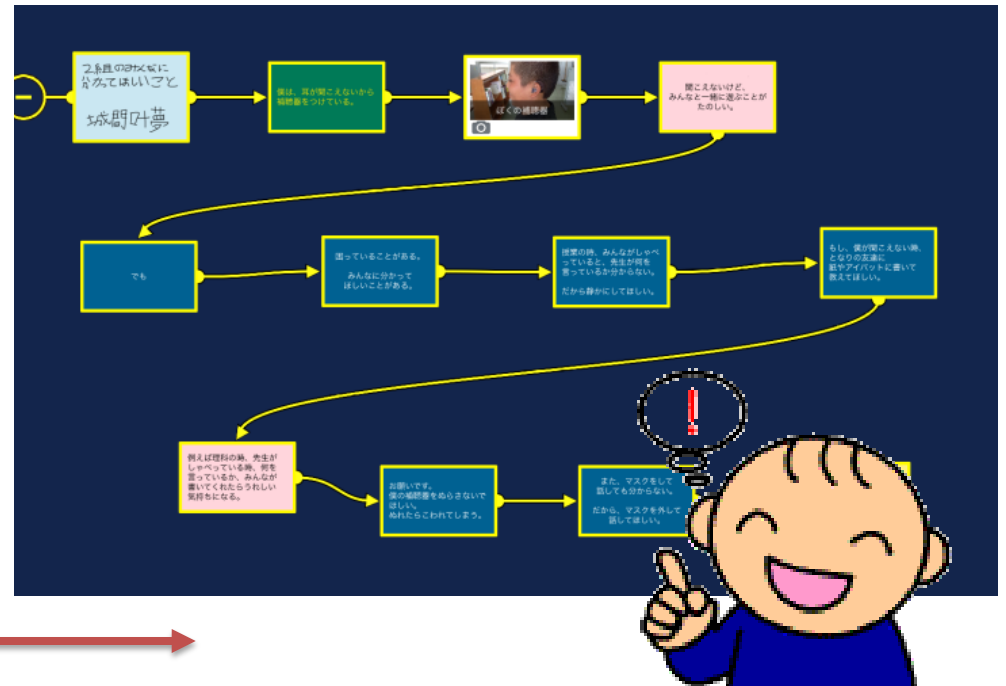 2組のみんなに
分かってほしいこと
城間叶夢
僕は、耳が聞こえないから
補聴器をつけている。
ぼくの補聴器
聞こえないけど、
みんなと一緒に遊ぶことが
たのしい。
でも
困っていることがある。
みんなに分かって
ほしいことがある。
授業の時、みんながしゃべ
っていると、先生が何を
言っているか分からない。
だから静かにしてほしい。
もし、僕が聞こえない時、
となりの友達に
紙やアイパットに書いて
教えてほしい。
例えば理科の時、先生が
しゃべっている時、何を
言っているか、みんなが
書いてくれたらうれしい
気持ちになる。
お願いです。
僕の補聴器をぬらさないで
ほしい。
ぬれたらこわれてしまう。
また、マスクをして
話しても分からない。
だから、マスクを外して
話してほしい。
!